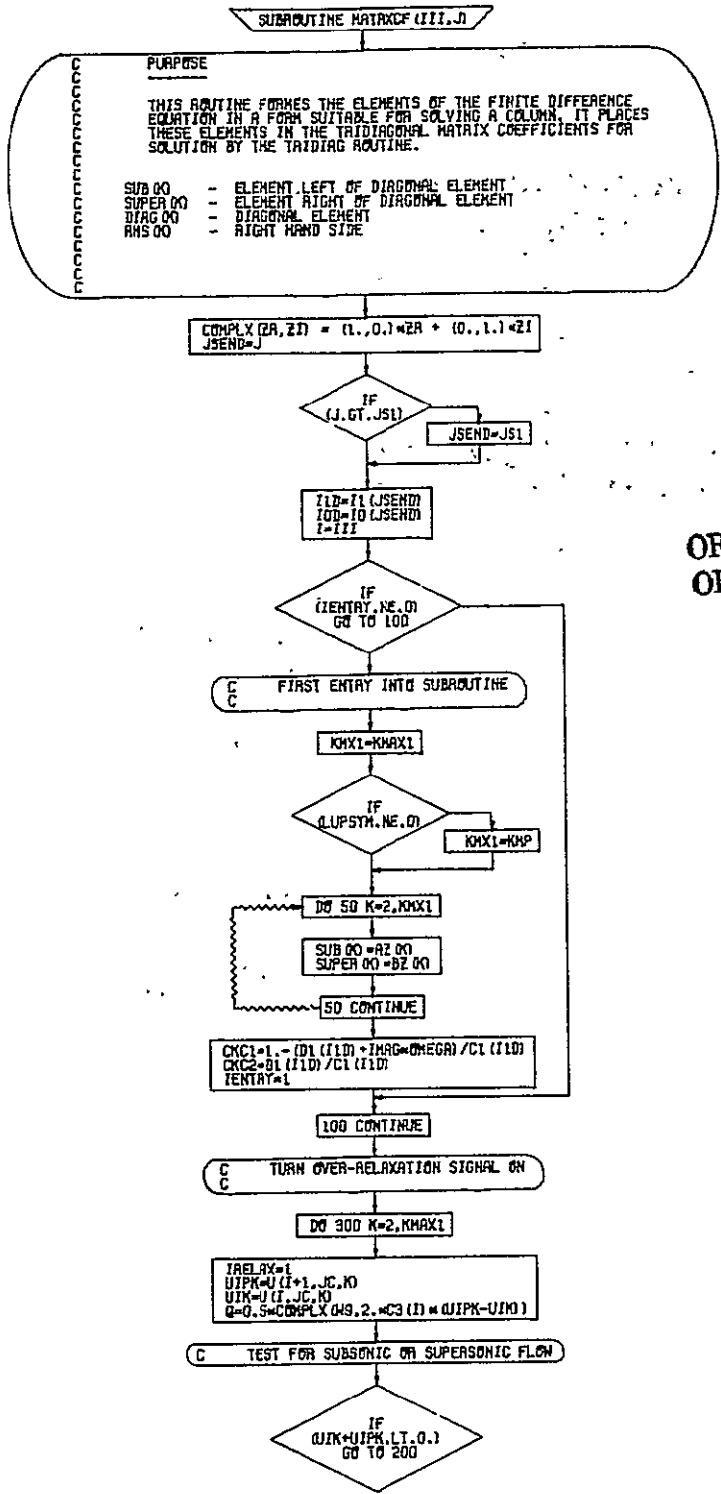 SUBROUTINE MATRXCF (III,J)
C PURPOSE
C -------
C
C THIS ROUTINE FORMES THE ELEMENTS OF THE FINITE DIFFERENCE
C EQUATION IN A FORM SUITABLE FOR SOLVING A COLUMN. IT PLACES
C THESE ELEMENTS IN THE TRIDIAGONAL MATRIX COEFFICIENTS FOR
C SOLUTION BY THE TRIDIAG ROUTINE.
C
C
C SUB(K) - ELEMENT LEFT OF DIAGONAL ELEMENT
C SUPER(K) - ELEMENT RIGHT OF DIAGONAL ELEMENT
C DIAG(K) - DIAGONAL ELEMENT
C RHS(K) - RIGHT HAND SIDE
C
C
C
C
COMPLX(ZR,ZI) = (1.,0.)*ZR + (0.,1.)*ZI
JSEND=J
IF
(J.GT.JS1)
JSEND=JS1
I1D=I1(JSEND)
I0D=I0(JSEND)
I=III
OR
OF
IF
(IENTRY.NE.0)
GO TO 100
C FIRST ENTRY INTO SUBROUTINE
C
KMX1=KMAX1
IF
(LUPSYM.NE.0)
KMX1=KMP
DO 50 K=2,KMX1
SUB(K)=AZ(K)
SUPER(K)=BZ(K)
50 CONTINUE
CKC1=1.-(D1(I1D)+IMAG*OMEGA)/C1(I1D)
CKC2=B1(I1D)/C1(I1D)
IENTRY=1
100 CONTINUE
C TURN OVER-RELAXATION SIGNAL ON
C
DO 300 K=2,KMAX1
IRELAX=1
UIPK=U(I+1,JC,K)
UIK=U(I,JC,K)
Q=0.5*COMPLX(W9,2.*C3(I)*(UIPK-UIK))
C TEST FOR SUBSONIC OR SUPERSONIC FLOW
IF
(UIK+UIPK.LT.0.)
GO TO 200